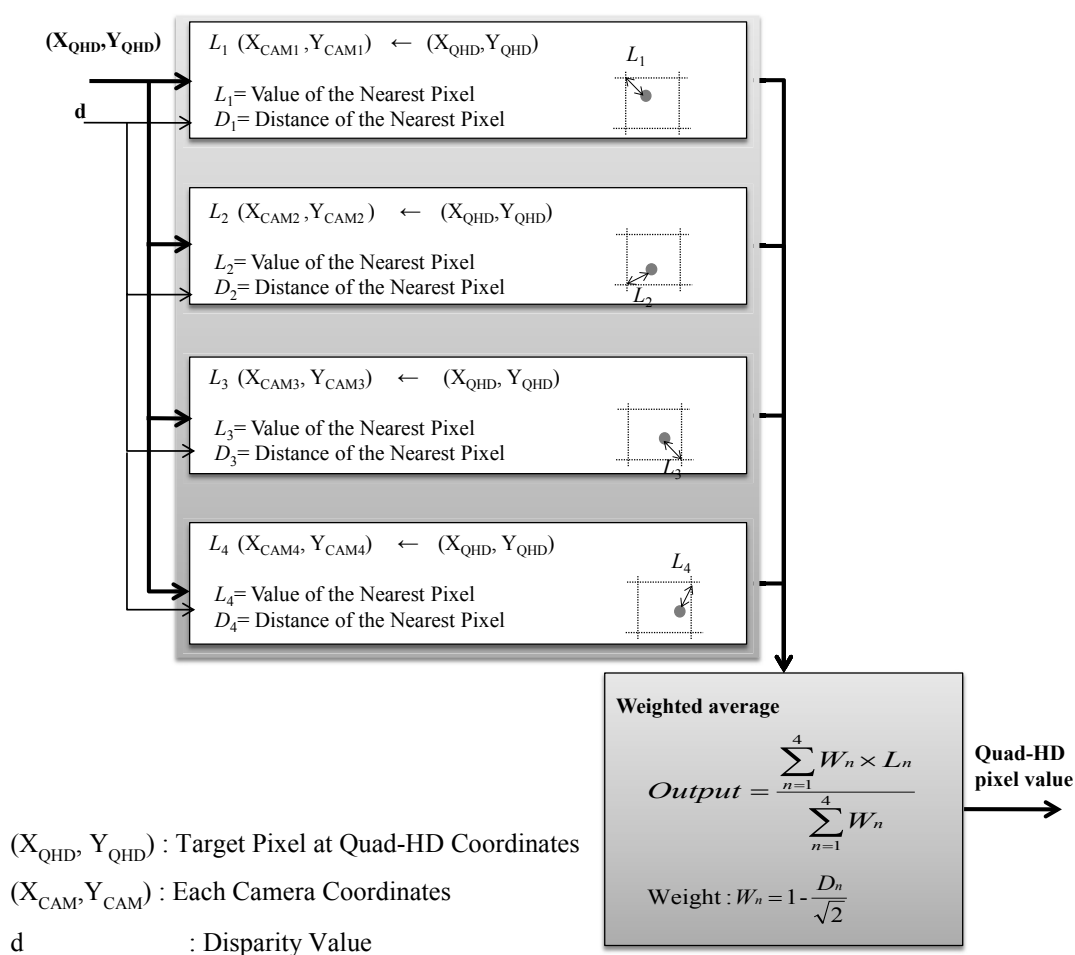 (X_QHD,Y_QHD)
d
L_1 (X_CAM1 ,Y_CAM1) ← (X_QHD,Y_QHD)
L_1= Value of the Nearest Pixel
D_1= Distance of the Nearest Pixel
L_1
L_2 (X_CAM2 ,Y_CAM2 ) ← (X_QHD,Y_QHD)
L_2= Value of the Nearest Pixel
D_2= Distance of the Nearest Pixel
L_2
L_3 (X_CAM3, Y_CAM3) ← (X_QHD, Y_QHD)
L_3= Value of the Nearest Pixel
D_3= Distance of the Nearest Pixel
L_3
L_4 (X_CAM4, Y_CAM4) ← (X_QHD, Y_QHD)
L_4= Value of the Nearest Pixel
D_4= Distance of the Nearest Pixel
L_4
Weighted average
Output = \frac{\sum_{n=1}^{4} W_n × L_n}{\sum_{n=1}^{4} W_n}
Weight : W_n = 1 - \frac{D_n}{\sqrt{2}}
Quad-HD
pixel value
(X_QHD, Y_QHD) : Target Pixel at Quad-HD Coordinates
(X_CAM,Y_CAM) : Each Camera Coordinates
d : Disparity Value